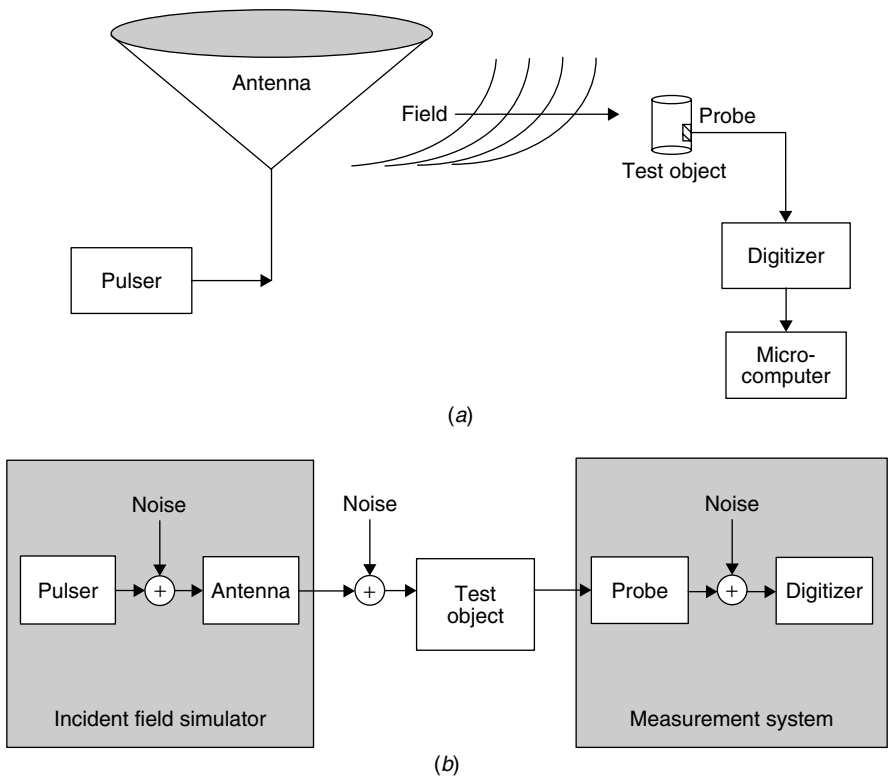 Antenna
Field
Probe
Test object
Pulser
Digitizer
Micro-
computer
(a)
Noise
Noise
Noise
Pulser
+
Antenna
+
Test
object
Probe
+
Digitizer
Incident field simulator
Measurement system
(b)